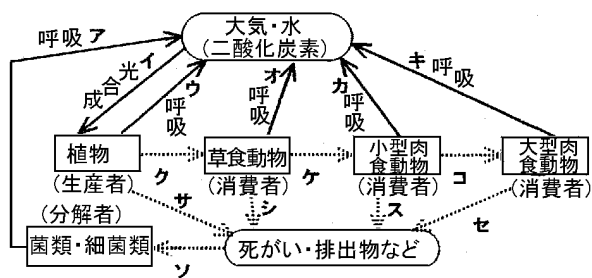 大気・水
(二酸化炭素)
呼吸ア
イ
光合成
ウ
呼吸
オ
呼吸
カ
呼吸
キ
呼吸
植物
(生産者)
ク
草食動物
(消費者)
ケ
小型肉
食動物
(消費者)
コ
大型肉
食動物
(消費者)
サ
シ
ス
セ
(分解者)
菌類・細菌類
ソ
死がい・排出物など